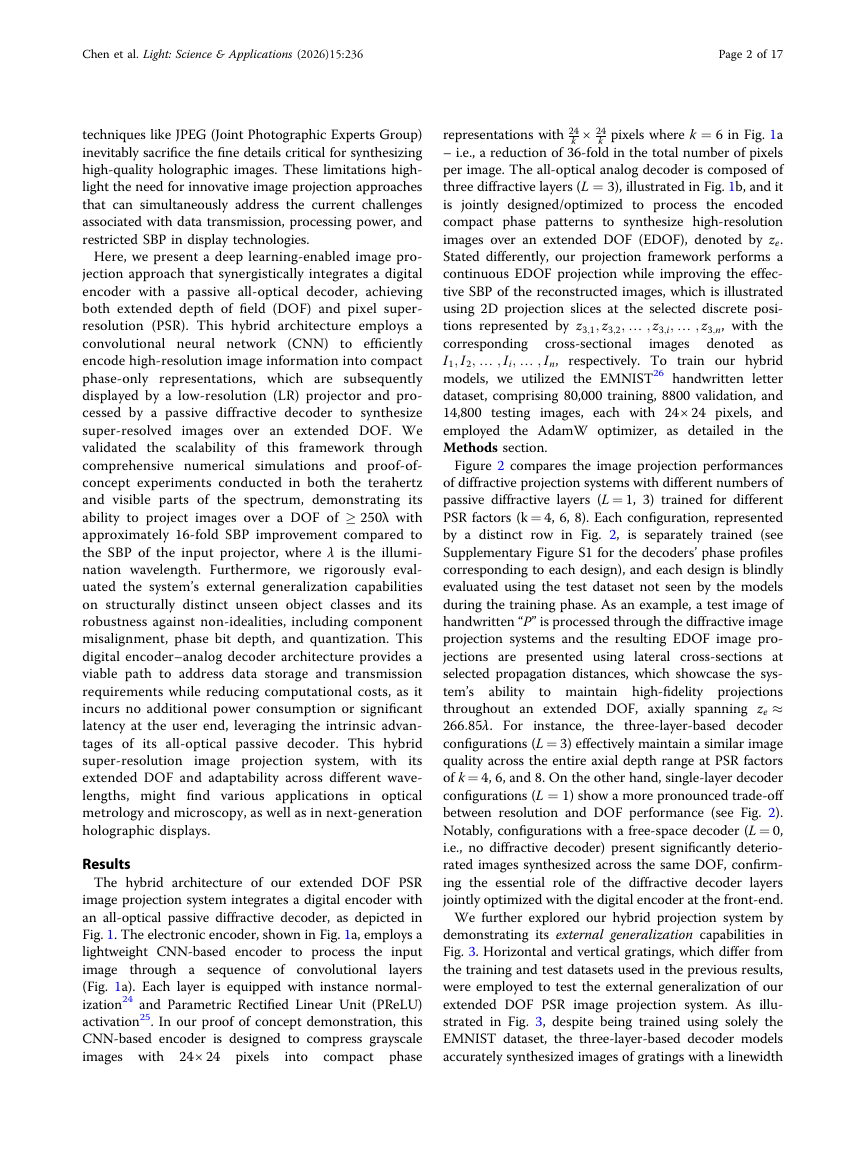 Chen et al. Light: Science & Applications (2026)15:236
Page 2 of 17
techniques like JPEG (Joint Photographic Experts Group)
inevitably sacrifice the fine details critical for synthesizing
high-quality holographic images. These limitations high-
light the need for innovative image projection approaches
that can simultaneously address the current challenges
associated with data transmission, processing power, and
restricted SBP in display technologies.
Here, we present a deep learning-enabled image pro-
jection approach that synergistically integrates a digital
encoder with a passive all-optical decoder, achieving
both extended depth of field (DOF) and pixel super-
resolution (PSR). This hybrid architecture employs a
convolutional neural network (CNN) to efficiently
encode high-resolution image information into compact
phase-only representations, which are subsequently
displayed by a low-resolution (LR) projector and pro-
cessed by a passive diffractive decoder to synthesize
super-resolved images over an extended DOF. We
validated the scalability of this framework through
comprehensive numerical simulations and proof-of-
concept experiments conducted in both the terahertz
and visible parts of the spectrum, demonstrating its
ability to project images over a DOF of ≥ 250λ with
approximately 16-fold SBP improvement compared to
the SBP of the input projector, where λ is the illumi-
nation wavelength. Furthermore, we rigorously eval-
uated the system's external generalization capabilities
on structurally distinct unseen object classes and its
robustness against non-idealities, including component
misalignment, phase bit depth, and quantization. This
digital encoder–analog decoder architecture provides a
viable path to address data storage and transmission
requirements while reducing computational costs, as it
incurs no additional power consumption or significant
latency at the user end, leveraging the intrinsic advan-
tages of its all-optical passive decoder. This hybrid
super-resolution image projection system, with its
extended DOF and adaptability across different wave-
lengths, might find various applications in optical
metrology and microscopy, as well as in next-generation
holographic displays.
Results
The hybrid architecture of our extended DOF PSR
image projection system integrates a digital encoder with
an all-optical passive diffractive decoder, as depicted in
Fig. 1. The electronic encoder, shown in Fig. 1a, employs a
lightweight CNN-based encoder to process the input
image through a sequence of convolutional layers
(Fig. 1a). Each layer is equipped with instance normal-
ization24 and Parametric Rectified Linear Unit (PReLU)
activation25. In our proof of concept demonstration, this
CNN-based encoder is designed to compress grayscale
images with 24×24 pixels into compact phase
representations with 24/k × 24/k pixels where k = 6 in Fig. 1a
– i.e., a reduction of 36-fold in the total number of pixels
per image. The all-optical analog decoder is composed of
three diffractive layers (L = 3), illustrated in Fig. 1b, and it
is jointly designed/optimized to process the encoded
compact phase patterns to synthesize high-resolution
images over an extended DOF (EDOF), denoted by ze.
Stated differently, our projection framework performs a
continuous EDOF projection while improving the effec-
tive SBP of the reconstructed images, which is illustrated
using 2D projection slices at the selected discrete posi-
tions represented by z3,1, z3,2, … , z3,i, … , z3,n, with the
corresponding cross-sectional images denoted as
I1, I2, … , Ii, … , In, respectively. To train our hybrid
models, we utilized the EMNIST26 handwritten letter
dataset, comprising 80,000 training, 8800 validation, and
14,800 testing images, each with 24×24 pixels, and
employed the AdamW optimizer, as detailed in the
Methods section.
Figure 2 compares the image projection performances
of diffractive projection systems with different numbers of
passive diffractive layers (L = 1, 3) trained for different
PSR factors (k = 4, 6, 8). Each configuration, represented
by a distinct row in Fig. 2, is separately trained (see
Supplementary Figure S1 for the decoders' phase profiles
corresponding to each design), and each design is blindly
evaluated using the test dataset not seen by the models
during the training phase. As an example, a test image of
handwritten “P” is processed through the diffractive image
projection systems and the resulting EDOF image pro-
jections are presented using lateral cross-sections at
selected propagation distances, which showcase the sys-
tem's ability to maintain high-fidelity projections
throughout an extended DOF, axially spanning ze ≈
266.85λ. For instance, the three-layer-based decoder
configurations (L = 3) effectively maintain a similar image
quality across the entire axial depth range at PSR factors
of k = 4, 6, and 8. On the other hand, single-layer decoder
configurations (L = 1) show a more pronounced trade-off
between resolution and DOF performance (see Fig. 2).
Notably, configurations with a free-space decoder (L = 0,
i.e., no diffractive decoder) present significantly deterio-
rated images synthesized across the same DOF, confirm-
ing the essential role of the diffractive decoder layers
jointly optimized with the digital encoder at the front-end.
We further explored our hybrid projection system by
demonstrating its external generalization capabilities in
Fig. 3. Horizontal and vertical gratings, which differ from
the training and test datasets used in the previous results,
were employed to test the external generalization of our
extended DOF PSR image projection system. As illu-
strated in Fig. 3, despite being trained using solely the
EMNIST dataset, the three-layer-based decoder models
accurately synthesized images of gratings with a linewidth